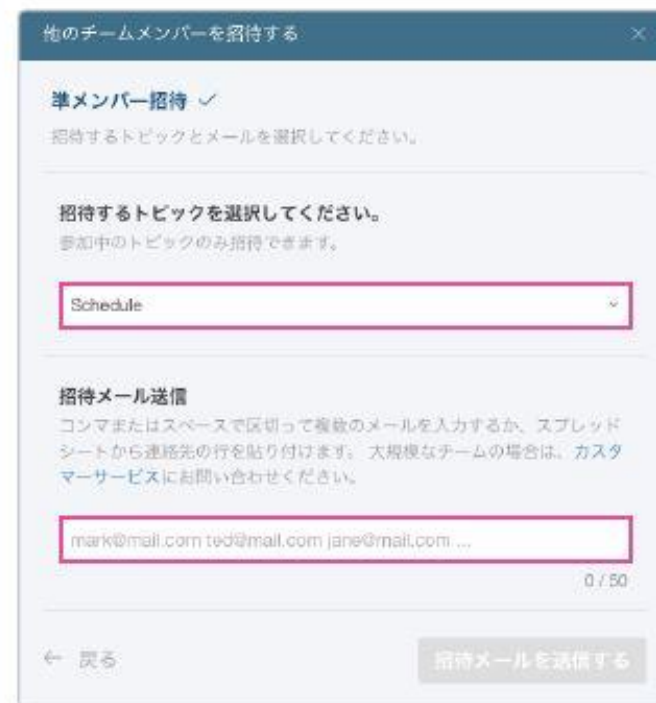 他のチームメンバーを招待する
準メンバー招待
招待するトピックとメールを選択してください。
招待するトピックを選択してください。
参加中のトピックのみ招待できます。
Schedule
招待メール送信
コンマまたはスペースで区切って複数のメールを入力するか、スプレッド
シートから連絡先の行を貼り付けます。 大規模なチームの場合は、カスタ
マーサービスにお問い合わせください。
mark@mail.com ted@mail.com jane@mail.com ...
0 / 50
← 戻る
招待メールを送信する